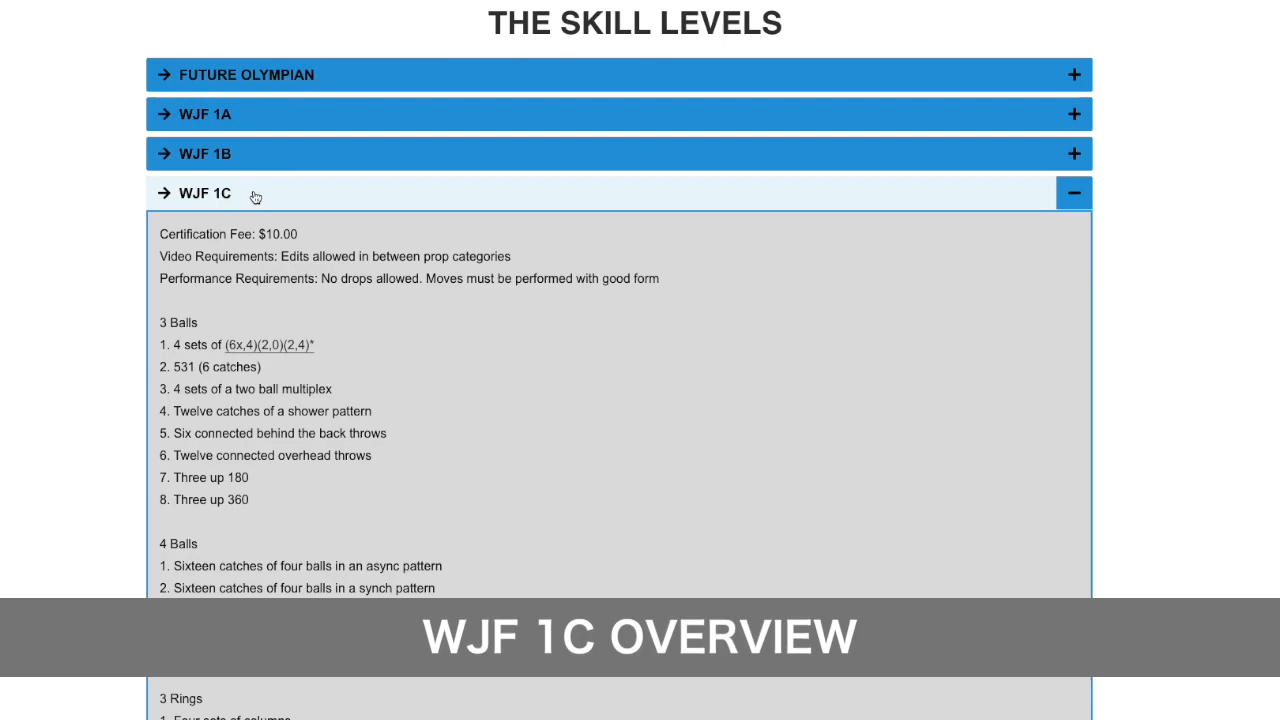 THE SKILL LEVELS
FUTURE OLYMPIAN
WJF 1A
WJF 1B
WJF 1C
Certification Fee: $10.00
Video Requirements: Edits allowed in between prop categories
Performance Requirements: No drops allowed. Moves must be performed with good form
3 Balls
1. 4 sets of (6x,4)(2,0)(2,4)*
2. 531 (6 catches)
3. 4 sets of a two ball multiplex
4. Twelve catches of a shower pattern
5. Six connected behind the back throws
6. Twelve connected overhead throws
7. Three up 180
8. Three up 360
4 Balls
1. Sixteen catches of four balls in an async pattern
2. Sixteen catches of four balls in a synch pattern
WJF 1C OVERVIEW
3 Rings
1. Four sets of columns